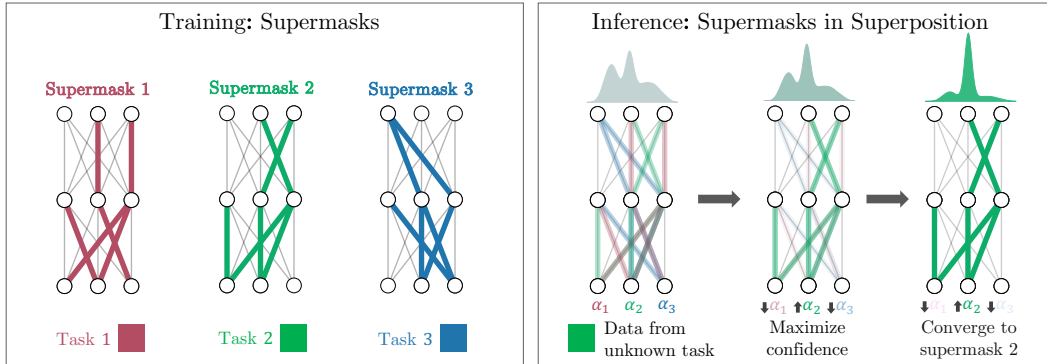 Training: Supermasks
Supermask 1
Supermask 2
Supermask 3
Task 1
Task 2
Task 3
Inference: Supermasks in Superposition
α₁ α₂ α₃
⬇α₁ ⬆α₂ ⬇α₃
⬇α₁ ⬆α₂ ⬇α₃
Data from
unknown task
Maximize
confidence
Converge to
supermask 2